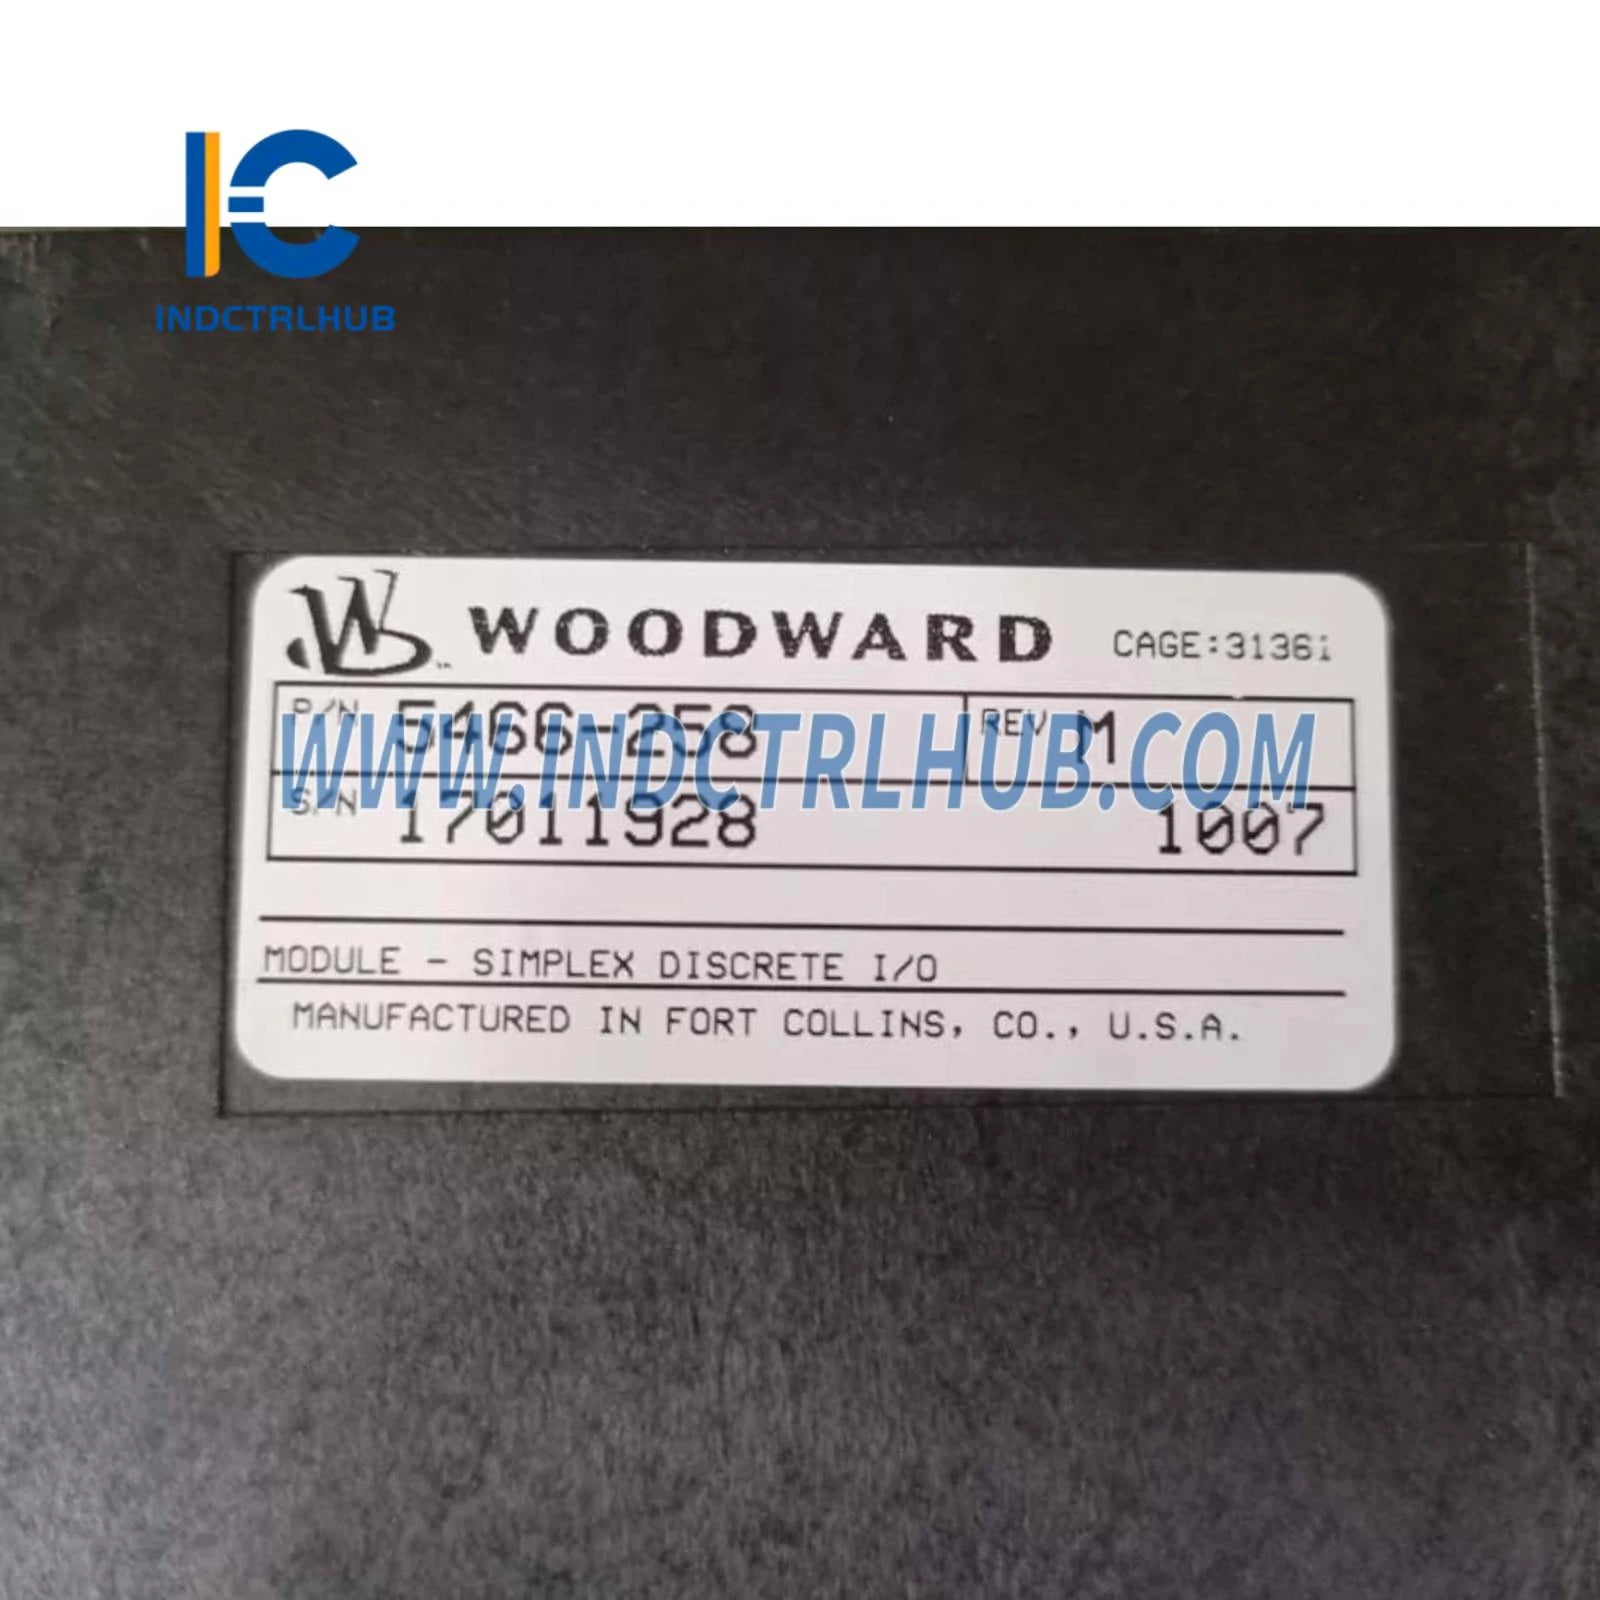 INDCTRLHUB
WOODWARD CAGE:31361
P/N 5466-258 REV M
WWW.INDCTRLHUB.COM
S/N 17011928 1007
MODULE - SIMPLEX DISCRETE I/O
MANUFACTURED IN FORT COLLINS, CO., U.S.A.